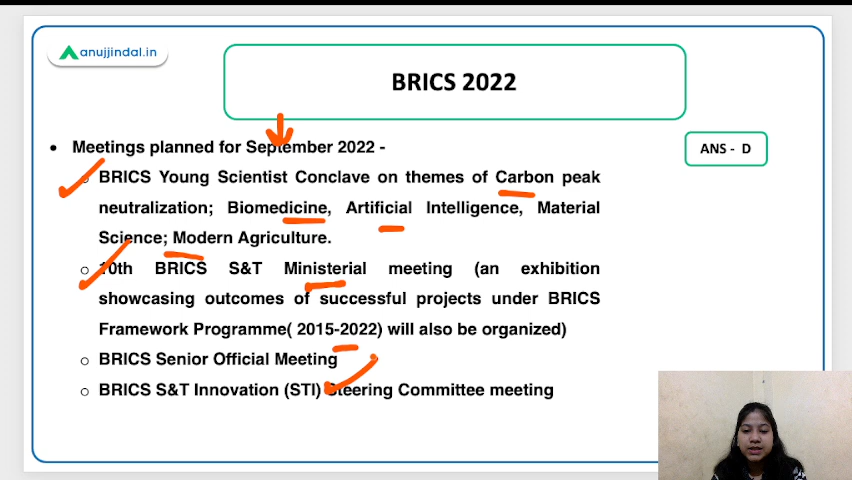 anujjindal.in
BRICS 2022
• Meetings planned for September 2022 -
ANS - D
o BRICS Young Scientist Conclave on themes of Carbon peak
neutralization; Biomedicine, Artificial Intelligence, Material
Science; Modern Agriculture.
o 10th BRICS S&T Ministerial meeting (an exhibition
showcasing outcomes of successful projects under BRICS
Framework Programme( 2015-2022) will also be organized)
o BRICS Senior Official Meeting
o BRICS S&T Innovation (STI) Steering Committee meeting